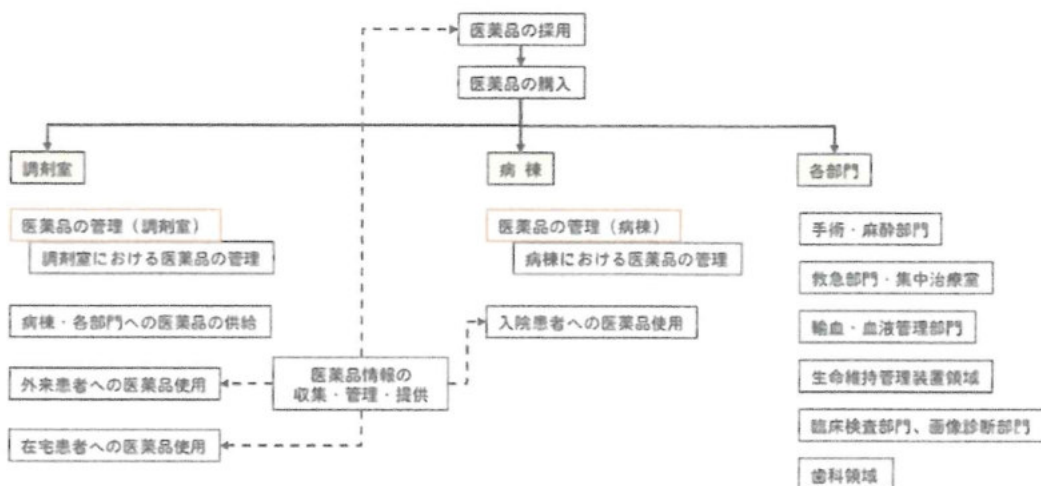 医薬品の採用
医薬品の購入
調剤室
病 棟
各部門
医薬品の管理（調剤室）
調剤室における医薬品の管理
病棟・各部門への医薬品の供給
外来患者への医薬品使用
在宅患者への医薬品使用
医薬品情報の
収集・管理・提供
医薬品の管理（病棟）
病棟における医薬品の管理
入院患者への医薬品使用
手術・麻酔部門
救急部門・集中治療室
輸血・血液管理部門
生命維持管理装置領域
臨床検査部門、画像診断部門
歯科領域